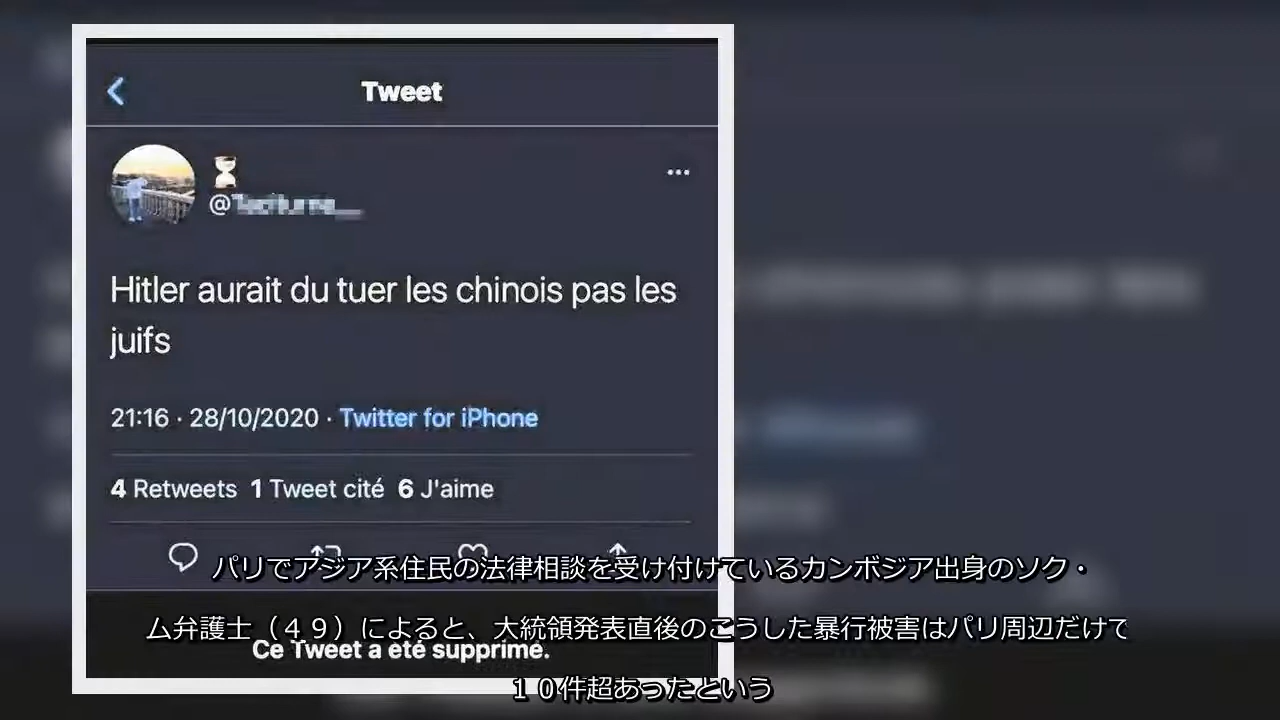 Tweet
Hitler aurait du tuer les chinois pas les
juifs
21:16 · 28/10/2020 · Twitter for iPhone
4 Retweets 1 Tweet cité 6 J'aime
パリでアジア系住民の法律相談を受け付けているカンボジア出身のソク・
ム弁護士（４９）によると、大統領発表直後のこうした暴行被害はパリ周辺だけで
Ce Tweet a été supprimé.
１０件超あったという